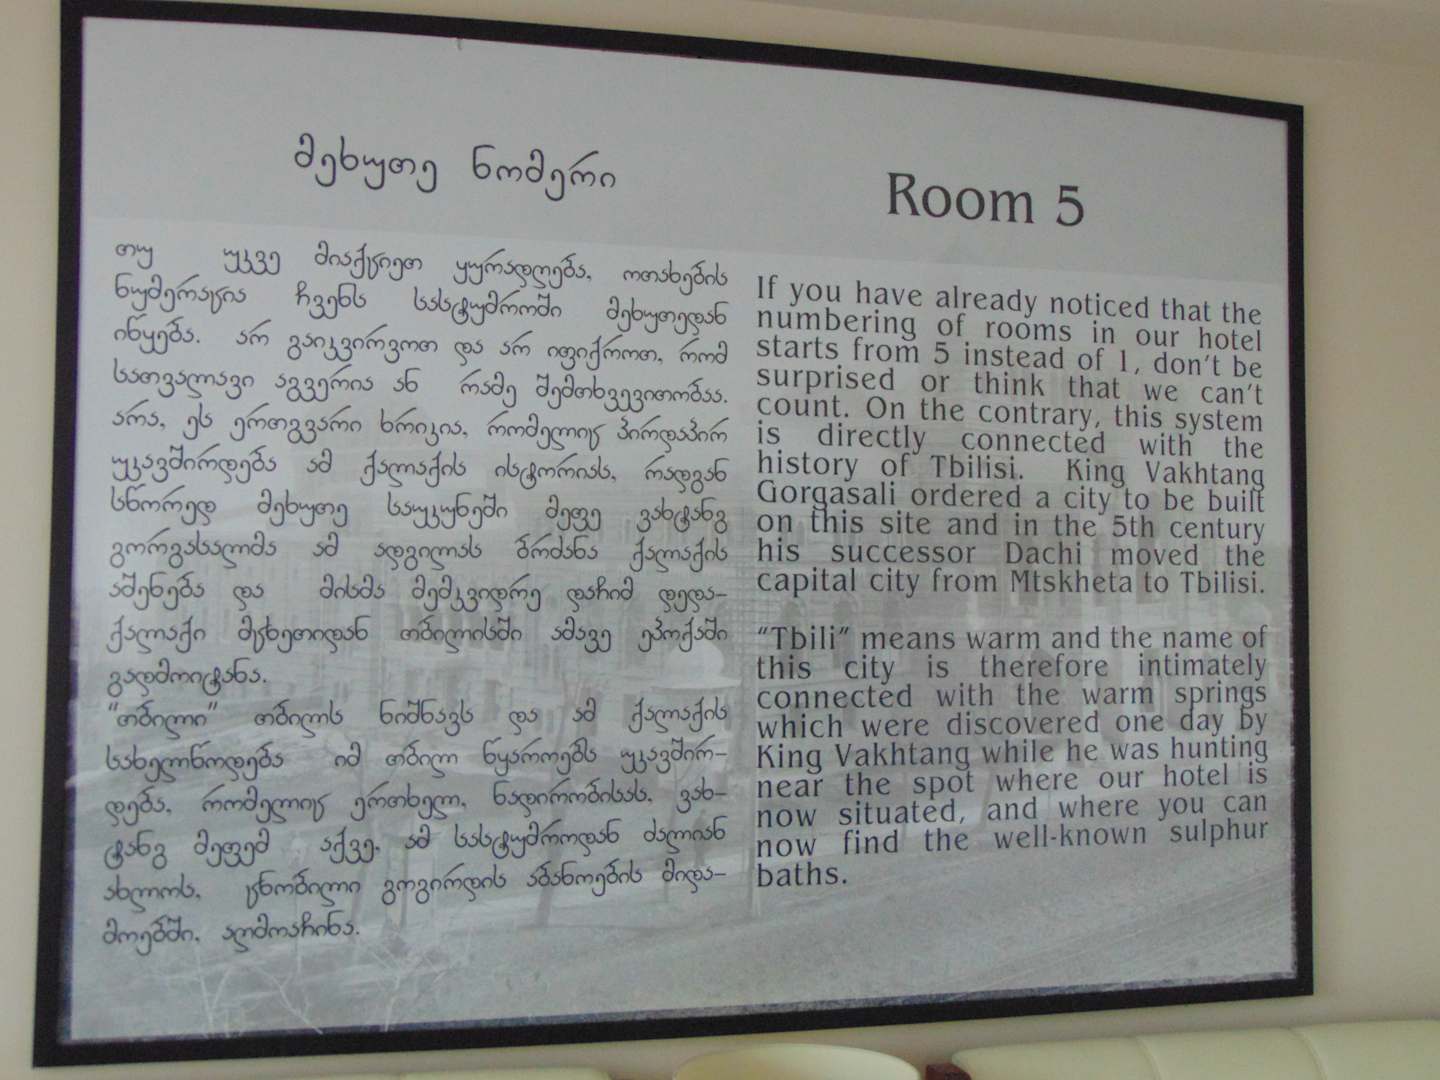 მეხუთე ნომერი
თუ უკვე მიაქციეთ ყურადღება, ოთახების
ნუმერაცია ჩვენს სასტუმროში მეხუთედან
იწყება. არ გაიკვირვოთ და არ იფიქროთ, რომ
სათვალავი აგვერია ან რამე შემთხვევითობაა.
არა, ეს ერთგვარი ხრიკია, რომელიც პირდაპირ
უკავშირდება ამ ქალაქის ისტორიას, რადგან
სწორედ მეხუთე საუკუნეში მეფე ვახტანგ
გორგასალმა ამ ადგილას ბრძანა ქალაქის
აშენება და მისმა მემკვიდრე დაჩიმ დედა-
ქალაქი მცხეთიდან თბილისში ამავე ეპოქაში
გადმოიტანა.
"თბილი" თბილს ნიშნავს და ამ ქალაქის
სახელწოდება იმ თბილ წყაროებს უკავშირ-
დება, რომელიც ერთხელ, ნადირობისას, ვახ-
ტანგ მეფემ აქვე, ამ სასტუმროდან ძალიან
ახლოს, ცნობილი გოგირდის აბანოების მიდა-
მოებში, აღმოაჩინა.
Room 5
If you have already noticed that the
numbering of rooms in our hotel
starts from 5 instead of 1, don't be
surprised or think that we can't
count. On the contrary, this system
is directly connected with the
history of Tbilisi. King Vakhtang
Gorgasali ordered a city to be built
on this site and in the 5th century
his successor Dachi moved the
capital city from Mtskheta to Tbilisi.
"Tbili" means warm and the name of
this city is therefore intimately
connected with the warm springs
which were discovered one day by
King Vakhtang while he was hunting
near the spot where our hotel is
now situated, and where you can
now find the well-known sulphur
baths.